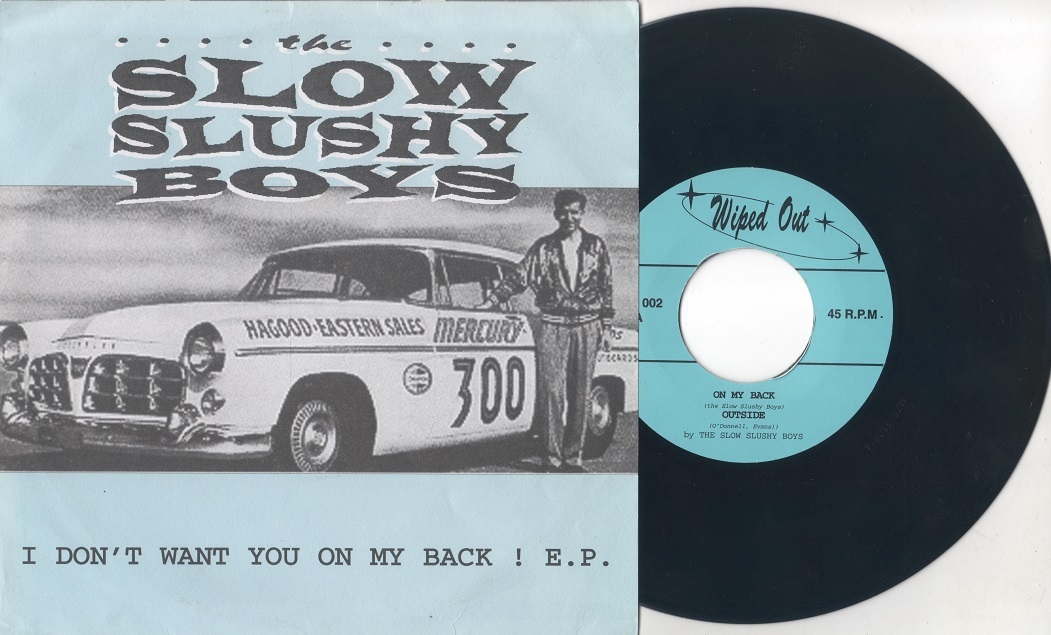 the
SLOW
SLUSHY
BOYS
HAGOOD-EASTERN SALES
MERCURY
300
I DON'T WANT YOU ON MY BACK ! E.P.
Wiped Out
002
A
45 R.P.M.
ON MY BACK
(the Slow Slushy Boys)
OUTSIDE
(O'Donnell, Evans))
by THE SLOW SLUSHY BOYS